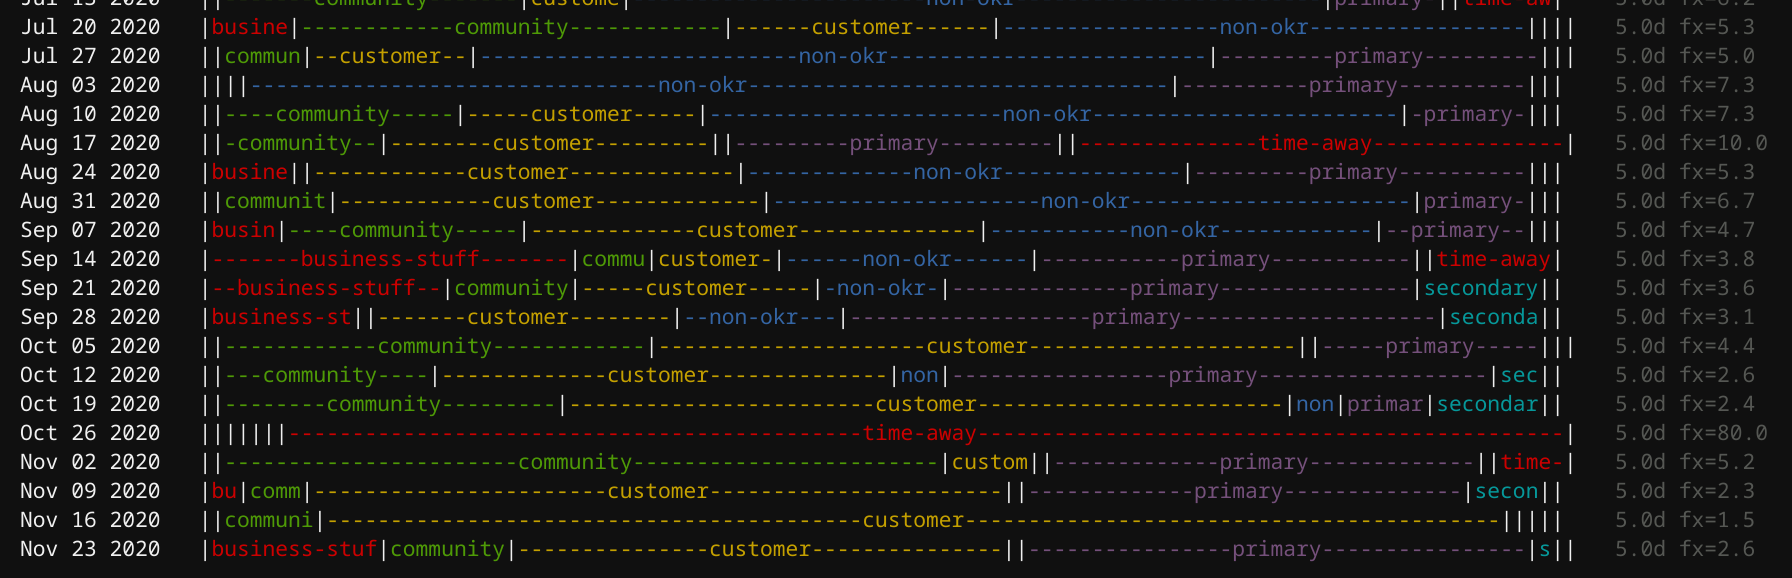 Jul 20 2020 |busine|------------community------------|------customer------|-----------------non-okr-----------------|||| 5.0d fx=5.3
Jul 27 2020 ||commun|--customer--|-------------------------non-okr-------------------------|---------primary---------||| 5.0d fx=5.0
Aug 03 2020 ||||--------------------------------non-okr---------------------------------|----------primary----------||| 5.0d fx=7.3
Aug 10 2020 ||----community-----|-----customer-----|-----------------------non-okr------------------------|-primary-||| 5.0d fx=7.3
Aug 17 2020 ||-community--|--------customer---------||---------primary---------||--------------time-away---------------| 5.0d fx=10.0
Aug 24 2020 |busine||------------customer-------------|-------------non-okr--------------|---------primary----------||| 5.0d fx=5.3
Aug 31 2020 ||communit|------------customer-------------|---------------------non-okr----------------------|primary-||| 5.0d fx=6.7
Sep 07 2020 |busin|----community-----|-------------customer--------------|-----------non-okr------------|--primary--||| 5.0d fx=4.7
Sep 14 2020 |-------business-stuff-------|commu|customer-|------non-okr------|-----------primary-----------||time-away| 5.0d fx=3.8
Sep 21 2020 |--business-stuff--|community|-----customer-----|-non-okr-|--------------primary---------------|secondary|| 5.0d fx=3.6
Sep 28 2020 |business-st||-------customer--------|--non-okr---|-------------------primary--------------------|seconda|| 5.0d fx=3.1
Oct 05 2020 ||------------community------------|---------------------customer---------------------||-----primary-----||| 5.0d fx=4.4
Oct 12 2020 ||---community----|-------------customer--------------|non|-----------------primary------------------|sec|| 5.0d fx=2.6
Oct 19 2020 ||--------community---------|------------------------customer------------------------|non|primar|secondar|| 5.0d fx=2.4
Oct 26 2020 |||||||---------------------------------------------time-away----------------------------------------------| 5.0d fx=80.0
Nov 02 2020 ||-----------------------community------------------------|custom||-------------primary-------------||time-| 5.0d fx=5.2
Nov 09 2020 |bu|comm|-----------------------customer-----------------------||-------------primary--------------|secon|| 5.0d fx=2.3
Nov 16 2020 ||communi|------------------------------------------customer------------------------------------------||||| 5.0d fx=1.5
Nov 23 2020 |business-stuf|community|---------------customer---------------||----------------primary----------------|s|| 5.0d fx=2.6